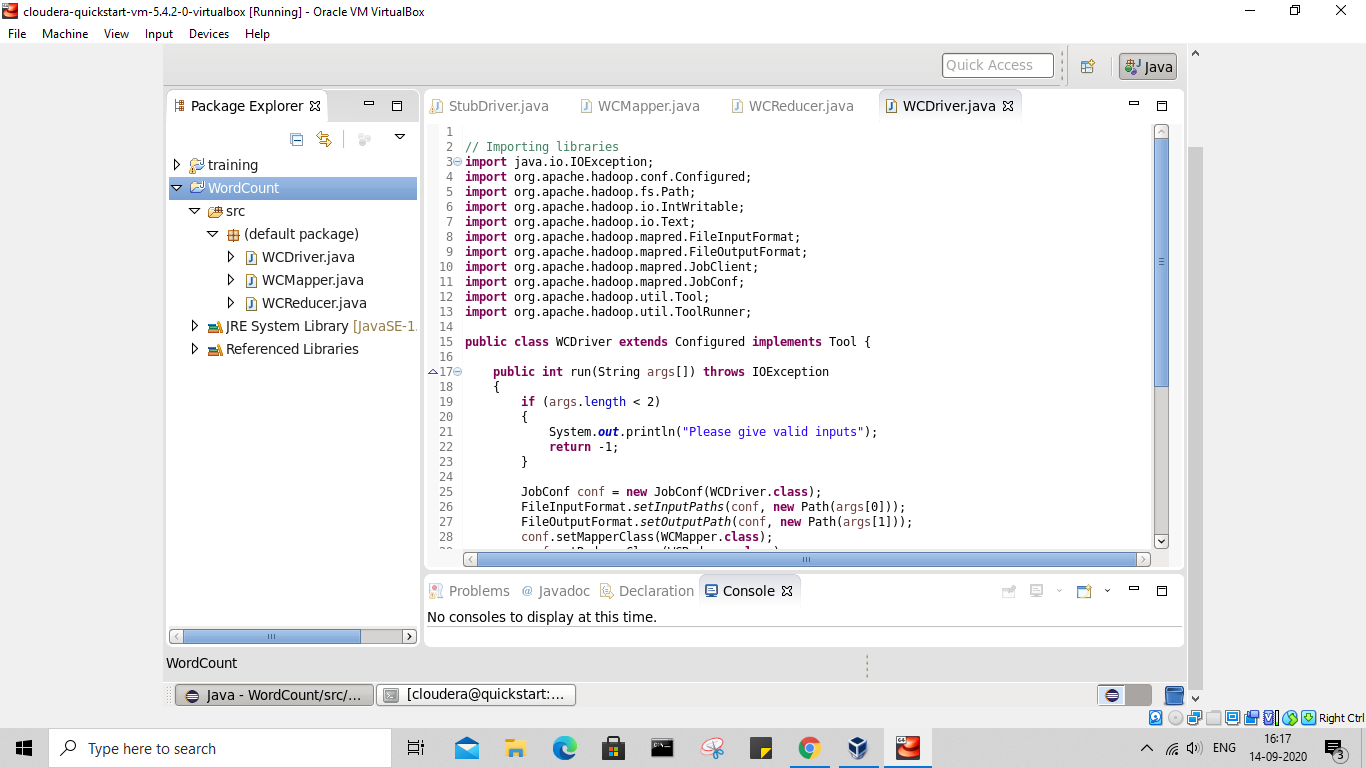 cloudera-quickstart-vm-5.4.2-0-virtualbox [Running] - Oracle VM VirtualBox
File Machine View Input Devices Help
Quick Access
Java
Package Explorer
training
WordCount
src
(default package)
WCDriver.java
WCMapper.java
WCReducer.java
JRE System Library [JavaSE-1.
Referenced Libraries
StubDriver.java WCMapper.java WCReducer.java WCDriver.java
1
2 // Importing libraries
3 import java.io.IOException;
4 import org.apache.hadoop.conf.Configured;
5 import org.apache.hadoop.fs.Path;
6 import org.apache.hadoop.io.IntWritable;
7 import org.apache.hadoop.io.Text;
8 import org.apache.hadoop.mapred.FileInputFormat;
9 import org.apache.hadoop.mapred.FileOutputFormat;
10 import org.apache.hadoop.mapred.JobClient;
11 import org.apache.hadoop.mapred.JobConf;
12 import org.apache.hadoop.util.Tool;
13 import org.apache.hadoop.util.ToolRunner;
14
15 public class WCDriver extends Configured implements Tool {
16
17 public int run(String args[]) throws IOException
18 {
19 if (args.length < 2)
20 {
21 System.out.println("Please give valid inputs");
22 return -1;
23 }
24
25 JobConf conf = new JobConf(WCDriver.class);
26 FileInputFormat.setInputPaths(conf, new Path(args[0]));
27 FileOutputFormat.setOutputPath(conf, new Path(args[1]));
28 conf.setMapperClass(WCMapper.class);
Problems Javadoc Declaration Console
No consoles to display at this time.
WordCount
Java - WordCount/src/... [cloudera@quickstart:...
Right Ctrl
Type here to search
ENG
16:17
14-09-2020
3